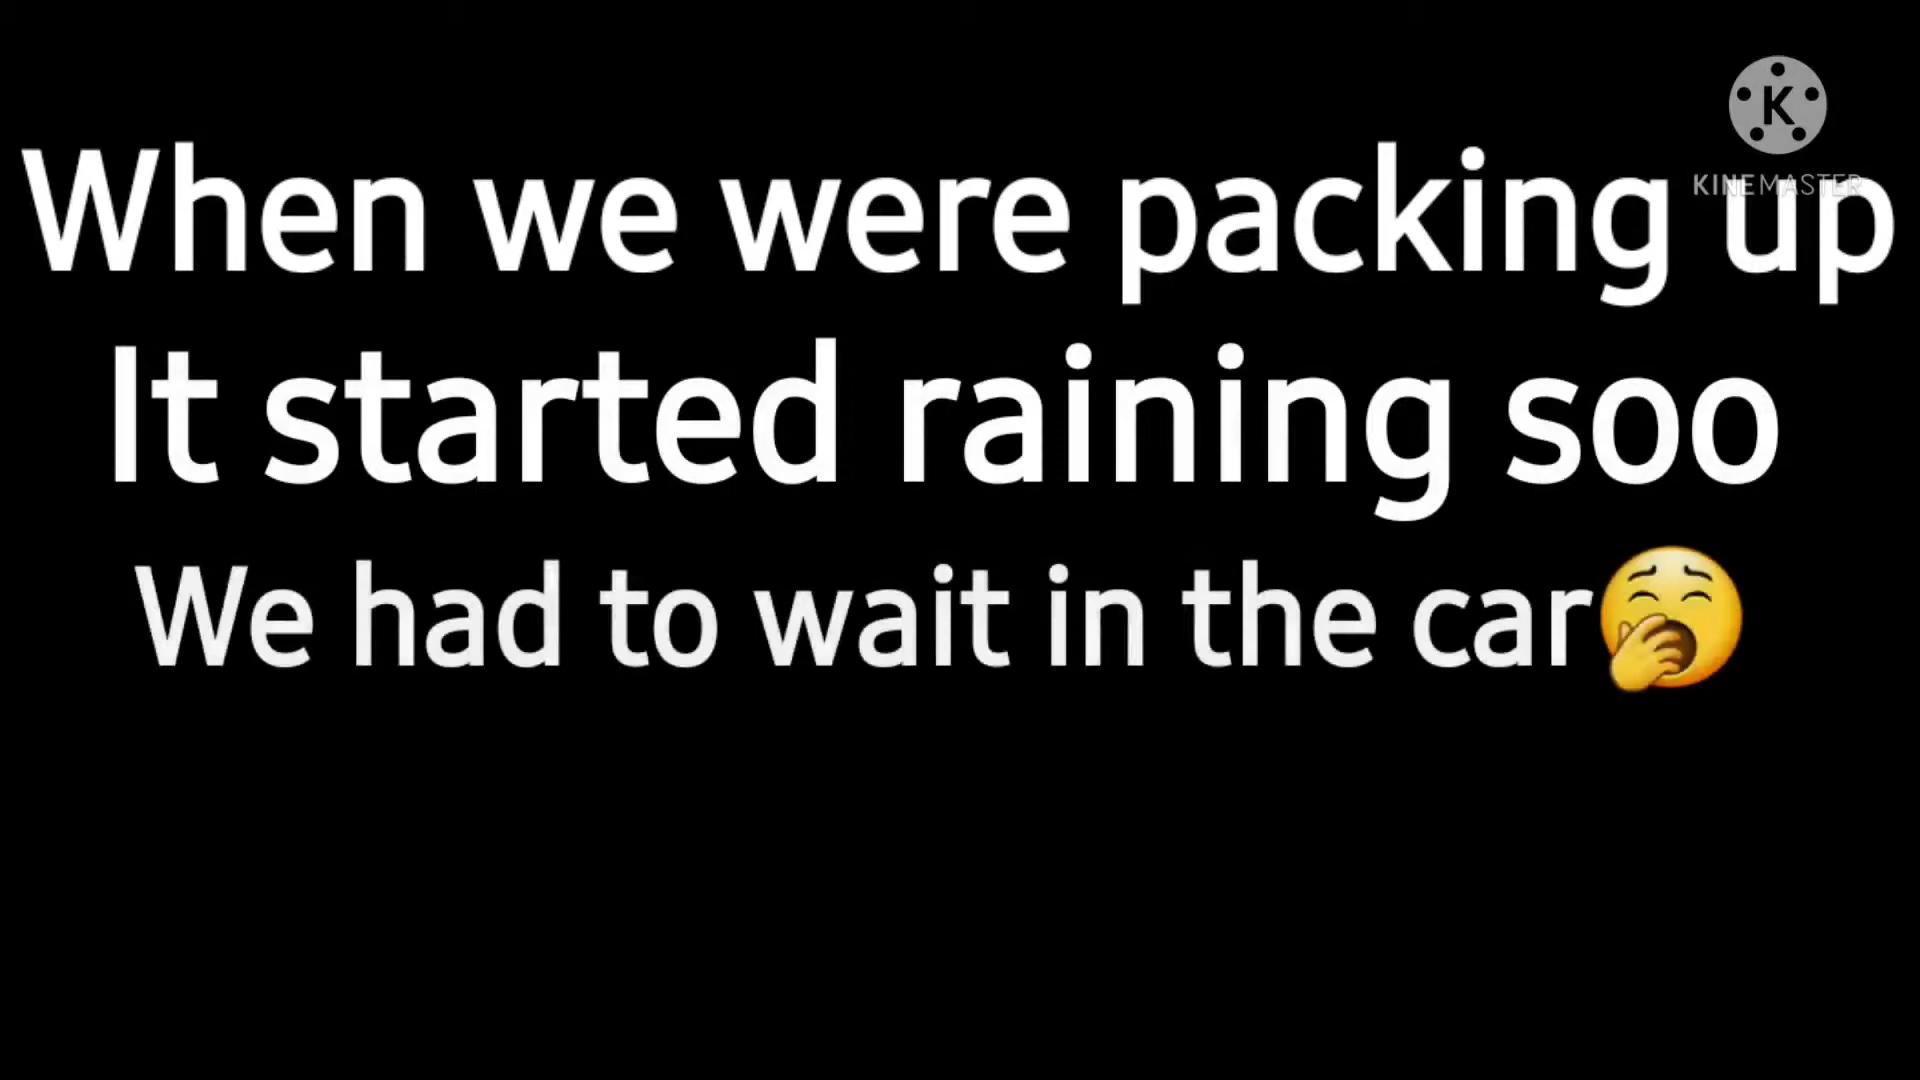 K
KINEMASTER
When we were packing up
It started raining soo
We had to wait in the car🥱